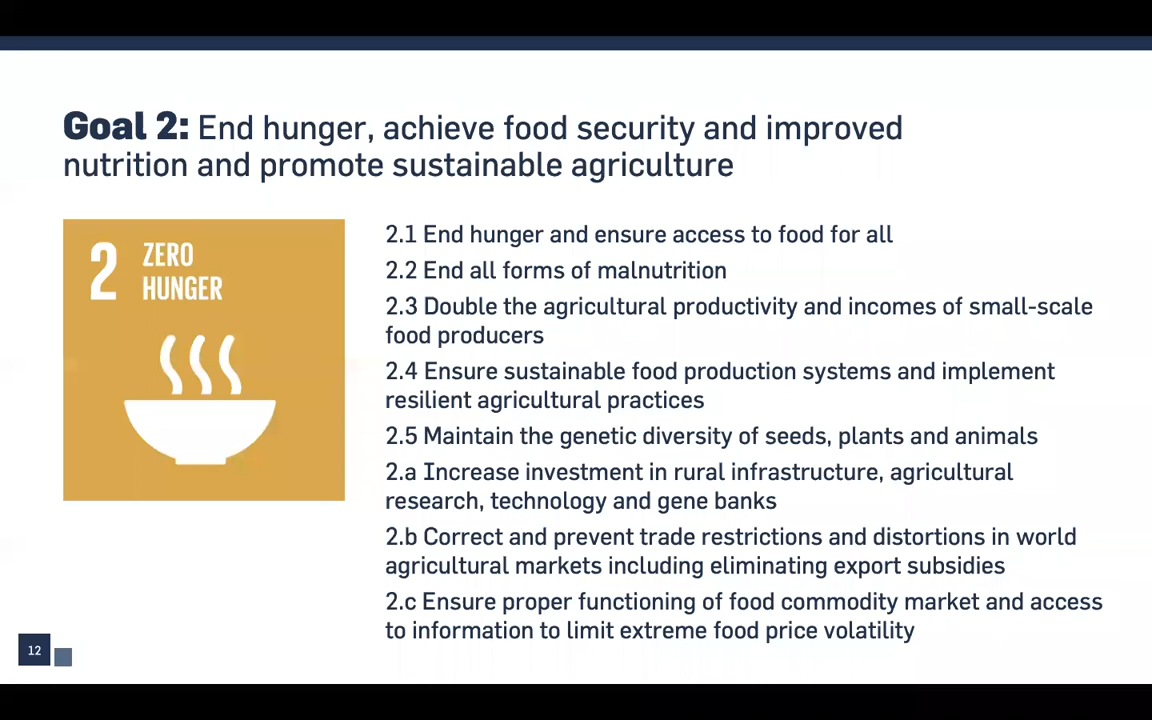 Goal 2: End hunger, achieve food security and improved
nutrition and promote sustainable agriculture
2 ZERO
HUNGER
2.1 End hunger and ensure access to food for all
2.2 End all forms of malnutrition
2.3 Double the agricultural productivity and incomes of small-scale
food producers
2.4 Ensure sustainable food production systems and implement
resilient agricultural practices
2.5 Maintain the genetic diversity of seeds, plants and animals
2.a Increase investment in rural infrastructure, agricultural
research, technology and gene banks
2.b Correct and prevent trade restrictions and distortions in world
agricultural markets including eliminating export subsidies
2.c Ensure proper functioning of food commodity market and access
to information to limit extreme food price volatility
12